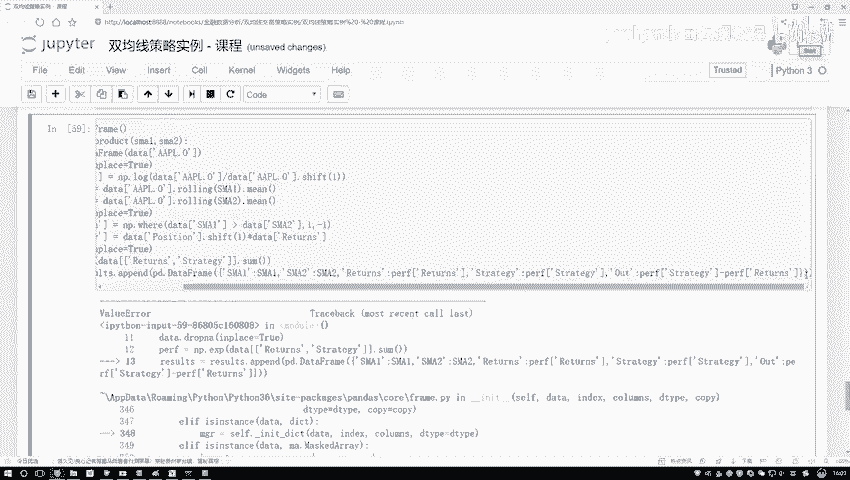 双均线策略实例 - 课程
jupyter 双均线策略实例 - 课程 (unsaved changes)
File Edit View Insert Cell Kernel Widgets Help
Trusted
Python 3
Code
In [59]:
Frame()
product(sma1,sma2):
aFrame(data['AAPL.O'])
nplace=True)
] = np.log(data['AAPL.O']/data['AAPL.O'].shift(1))
= data['AAPL.O'].rolling(SMA1).mean()
= data['AAPL.O'].rolling(SMA2).mean()
nplace=True)
'] = np.where(data['SMA1'] > data['SMA2'],1,-1)
'] = data['Position'].shift(1)*data['Returns']
nplace=True)
(data[['Returns','Strategy']].sum())
ults.append(pd.DataFrame({'SMA1':SMA1,'SMA2':SMA2,'Returns':perf['Returns'],'Strategy':perf['Strategy'],'Out':perf['Strategy']-perf['Returns']}))
ValueError Traceback (most recent call last)
<ipython-input-59-86805c160808> in <module>()
11 data.dropna(inplace=True)
12 perf = np.exp(data[['Returns','Strategy']].sum())
---> 13 results = results.append(pd.DataFrame({'SMA1':SMA1,'SMA2':SMA2,'Returns':perf['Returns'],'Strategy':perf['Strategy'],'Out':pe
rf['Strategy']-perf['Returns']}))
~\AppData\Roaming\Python\Python36\site-packages\pandas\core\frame.py in __init__(self, data, index, columns, dtype, copy)
346 dtype=dtype, copy=copy)
347 elif isinstance(data, dict):
--> 348 mgr = self._init_dict(data, index, columns, dtype=dtype)
349 elif isinstance(data, ma.MaskedArray):